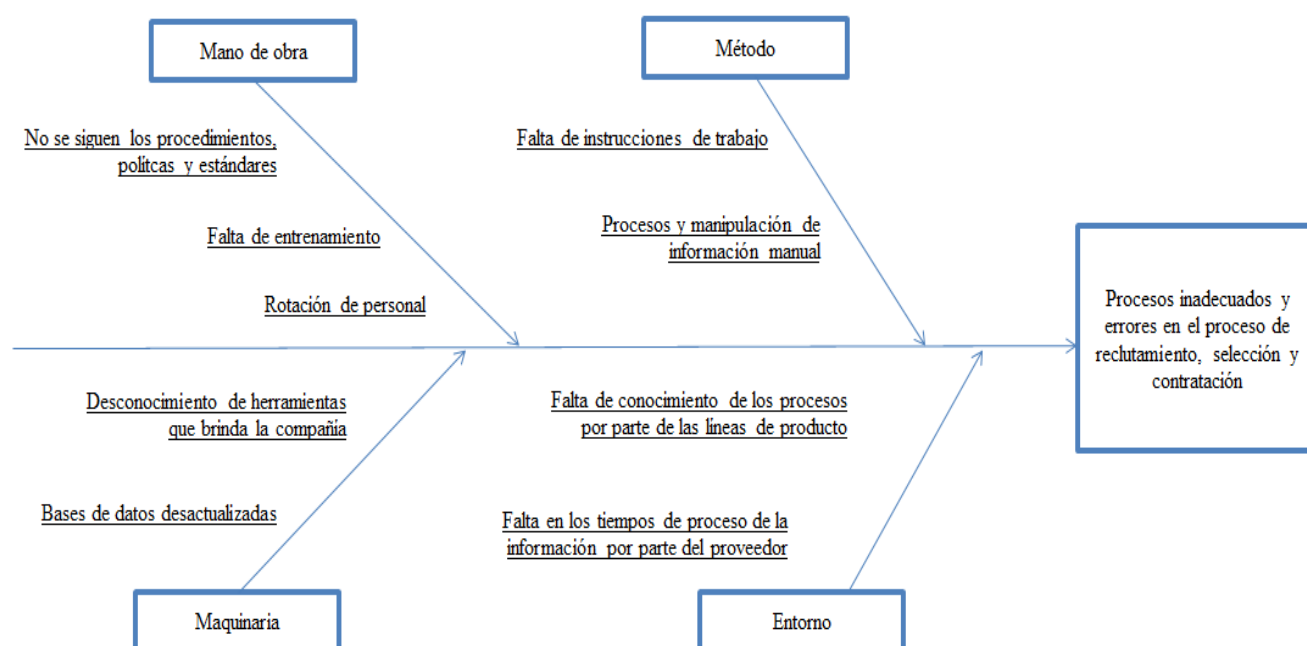 Mano de obra
Método
No se siguen los procedimientos,
polítcas y estándares
Falta de instrucciones de trabajo
Falta de entrenamiento
Procesos y manipulación de
información manual
Rotación de personal
Procesos inadecuados y
errores en el proceso de
reclutamiento, selección y
contratación
Desconocimiento de herramientas
que brinda la compañía
Falta de conocimiento de los procesos
por parte de las líneas de producto
Bases de datos desactualizadas
Falta en los tiempos de proceso de la
información por parte del proveedor
Maquinaria
Entorno